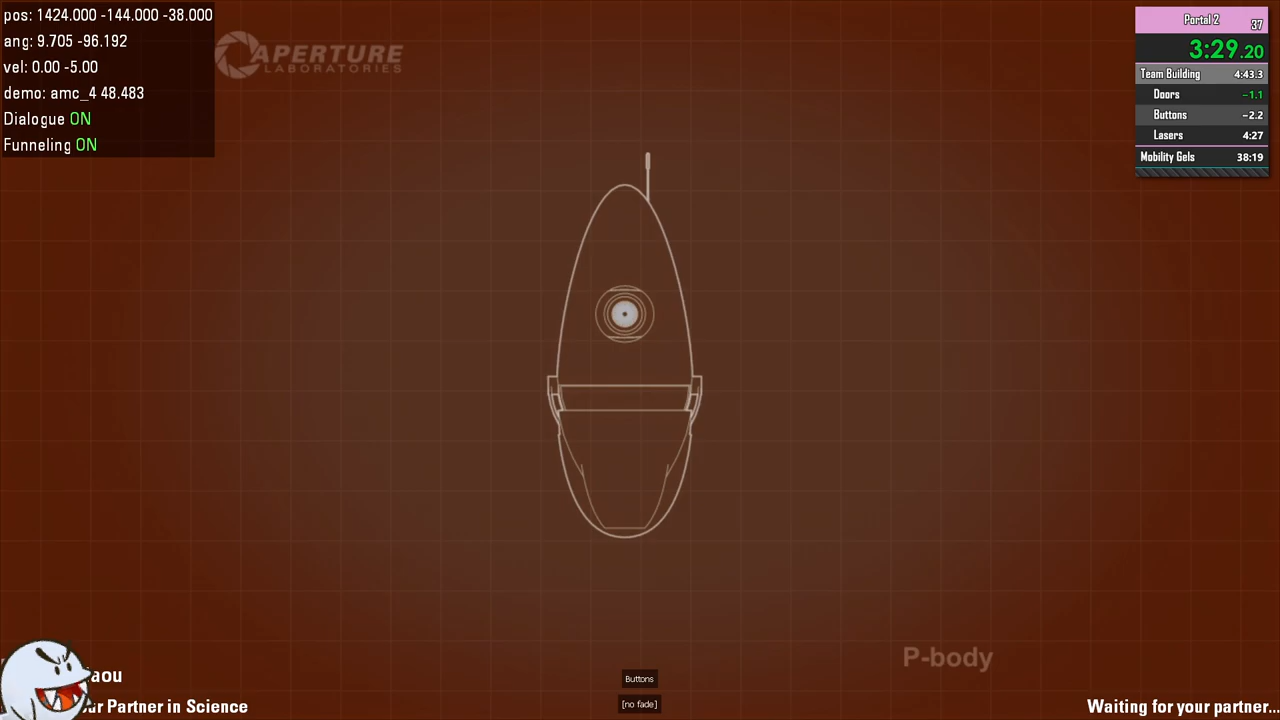 pos: 1424.000 -144.000 -38.000
ang: 9.705 -96.192
vel: 0.00 -5.00
demo: amc_4 48.483
Dialogue ON
Funneling ON
APERTURE
LABORATORIES
Portal 2 37
3:29.20
Team Building 4:43.3
Doors −1.1
Buttons −2.2
Lasers 4:27
Mobility Gels 38:19
P-body
Buttons
[no fade]
Partner in Science
Waiting for your partner...